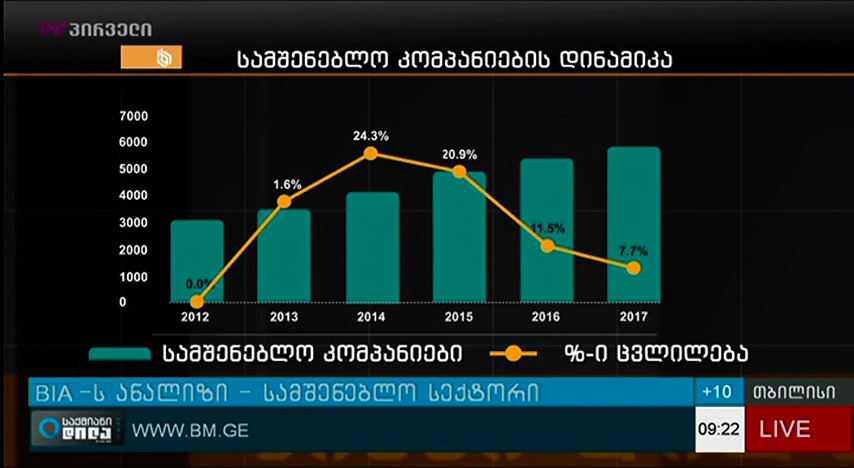 პირველი
სამშენებლო კომპანიების დინამიკა
7000
6000
5000
4000
3000
2000
1000
0
0.0%
1.6%
24.3%
20.9%
11.5%
7.7%
2012 2013 2014 2015 2016 2017
სამშენებლო კომპანიები %-ი ცვლილება
BIA -ს ანალიზი - სამშენებლო სექტორი +10 თბილისი
საქმიანი
დილა
WWW.BM.GE 09:22 LIVE